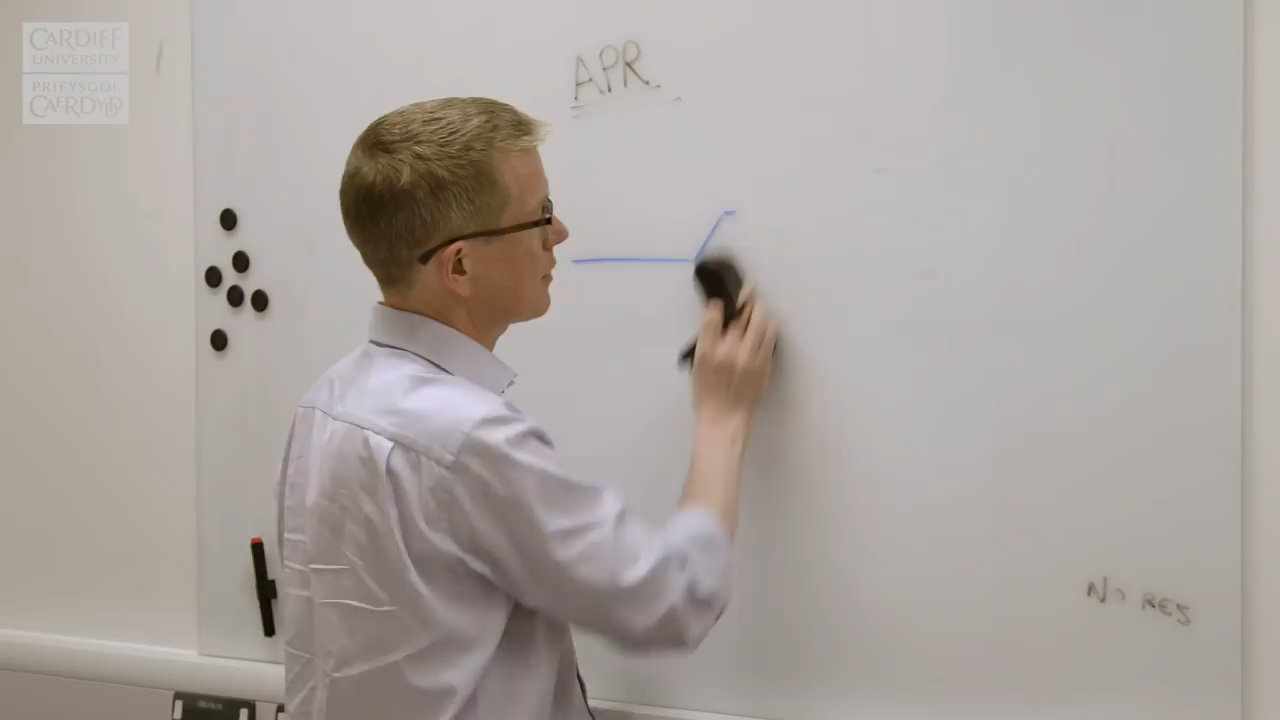 CARDIFF
UNIVERSITY
PRIFYSGOL
CAERDYDD
APR
No RES